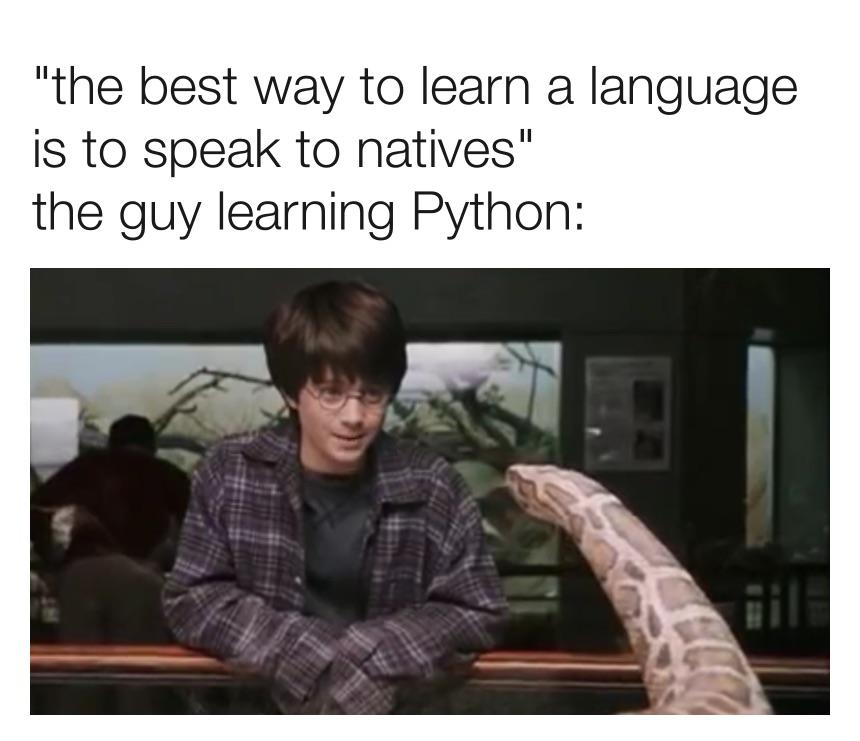 "the best way to learn a language
is to speak to natives"
the guy learning Python: